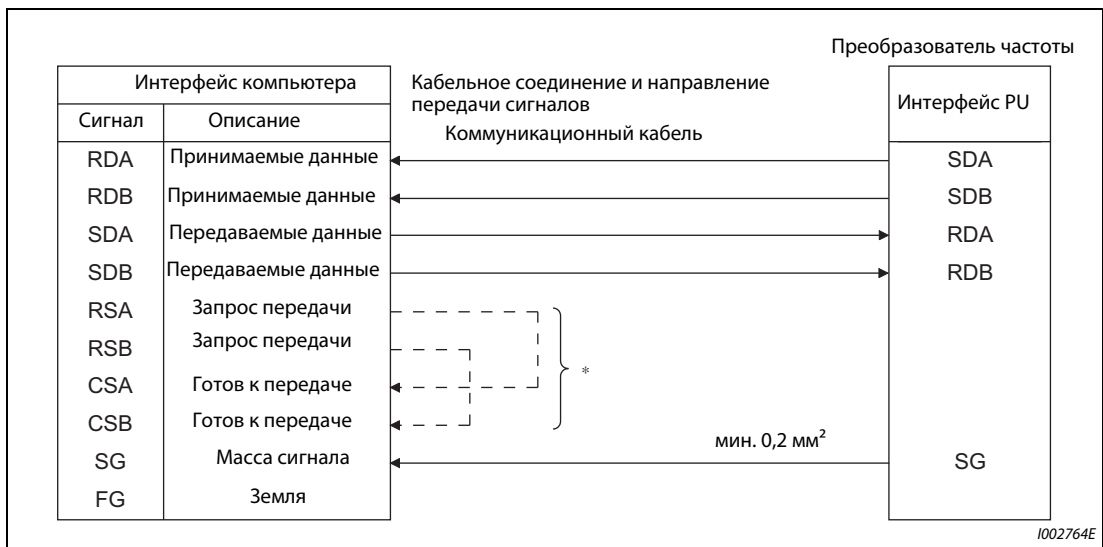 Преобразователь частоты
Интерфейс компьютера
Кабельное соединение и направление
передачи сигналов
Интерфейс PU
Сигнал Описание
Коммуникационный кабель
RDA Принимаемые данные SDA
RDB Принимаемые данные SDB
SDA Передаваемые данные RDA
SDB Передаваемые данные RDB
RSA Запрос передачи
RSB Запрос передачи
*
CSA Готов к передаче
CSB Готов к передаче
мин. 0,2 мм²
SG Масса сигнала SG
FG Земля
I002764E